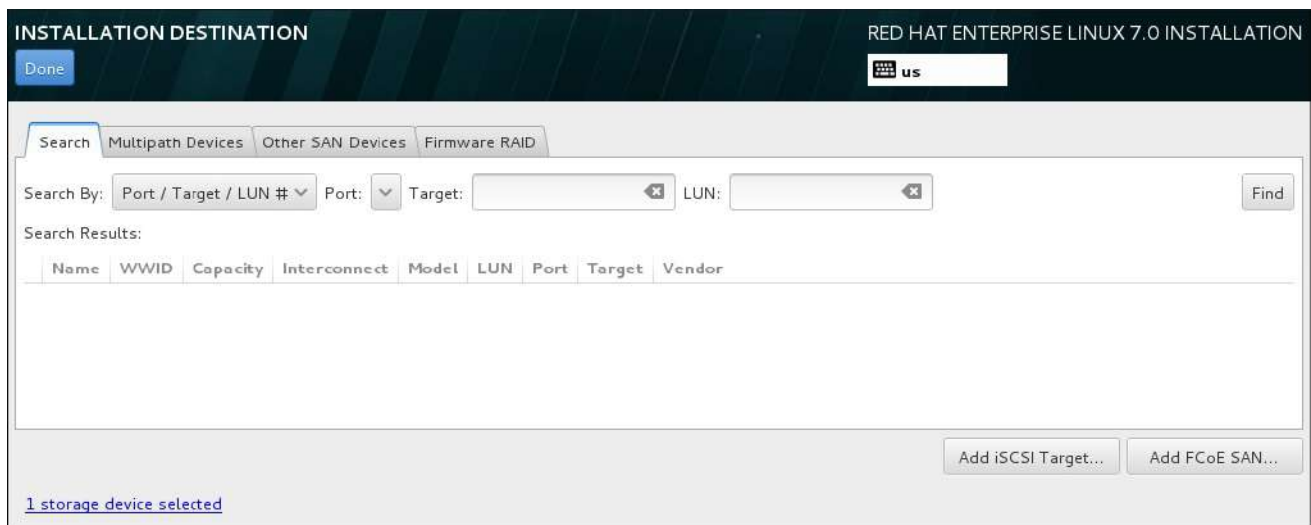 INSTALLATION DESTINATION
RED HAT ENTERPRISE LINUX 7.0 INSTALLATION
Done
us
Search Multipath Devices Other SAN Devices Firmware RAID
Search By: Port / Target / LUN # Port: Target: LUN: Find
Search Results:
Name WWID Capacity Interconnect Model LUN Port Target Vendor
Add iSCSI Target... Add FCoE SAN...
1 storage device selected